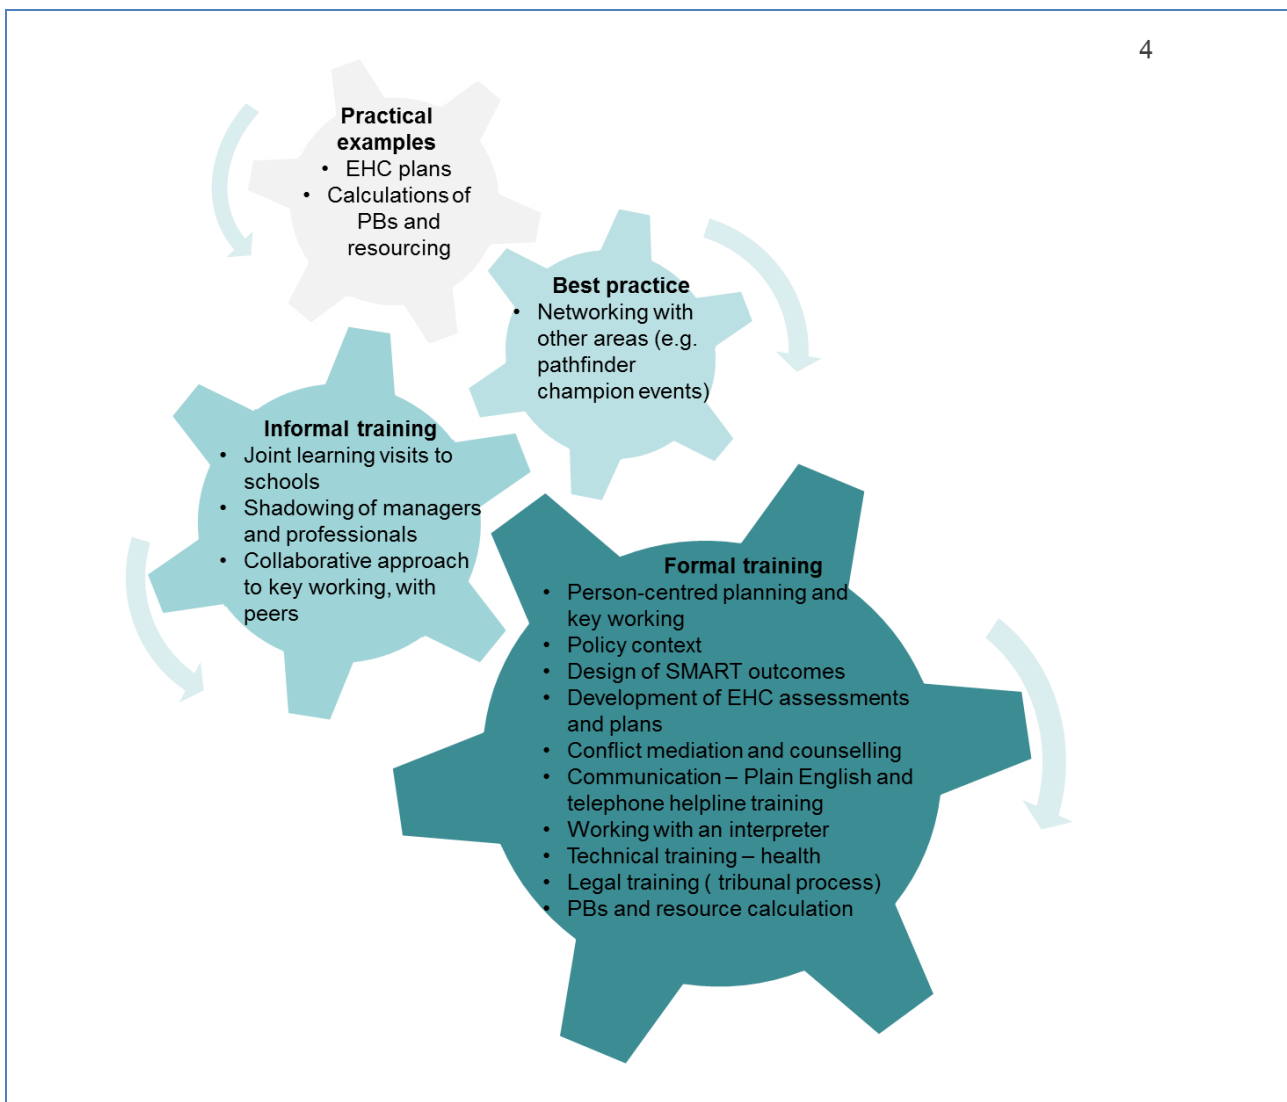 4
Practical
examples
• EHC plans
• Calculations of
PBs and
resourcing
Best practice
• Networking with
other areas (e.g.
pathfinder
champion events)
Informal training
• Joint learning visits to
schools
• Shadowing of managers
and professionals
• Collaborative approach
to key working, with
peers
Formal training
• Person-centred planning and
key working
• Policy context
• Design of SMART outcomes
• Development of EHC assessments
and plans
• Conflict mediation and counselling
• Communication – Plain English and
telephone helpline training
• Working with an interpreter
• Technical training – health
• Legal training ( tribunal process)
• PBs and resource calculation